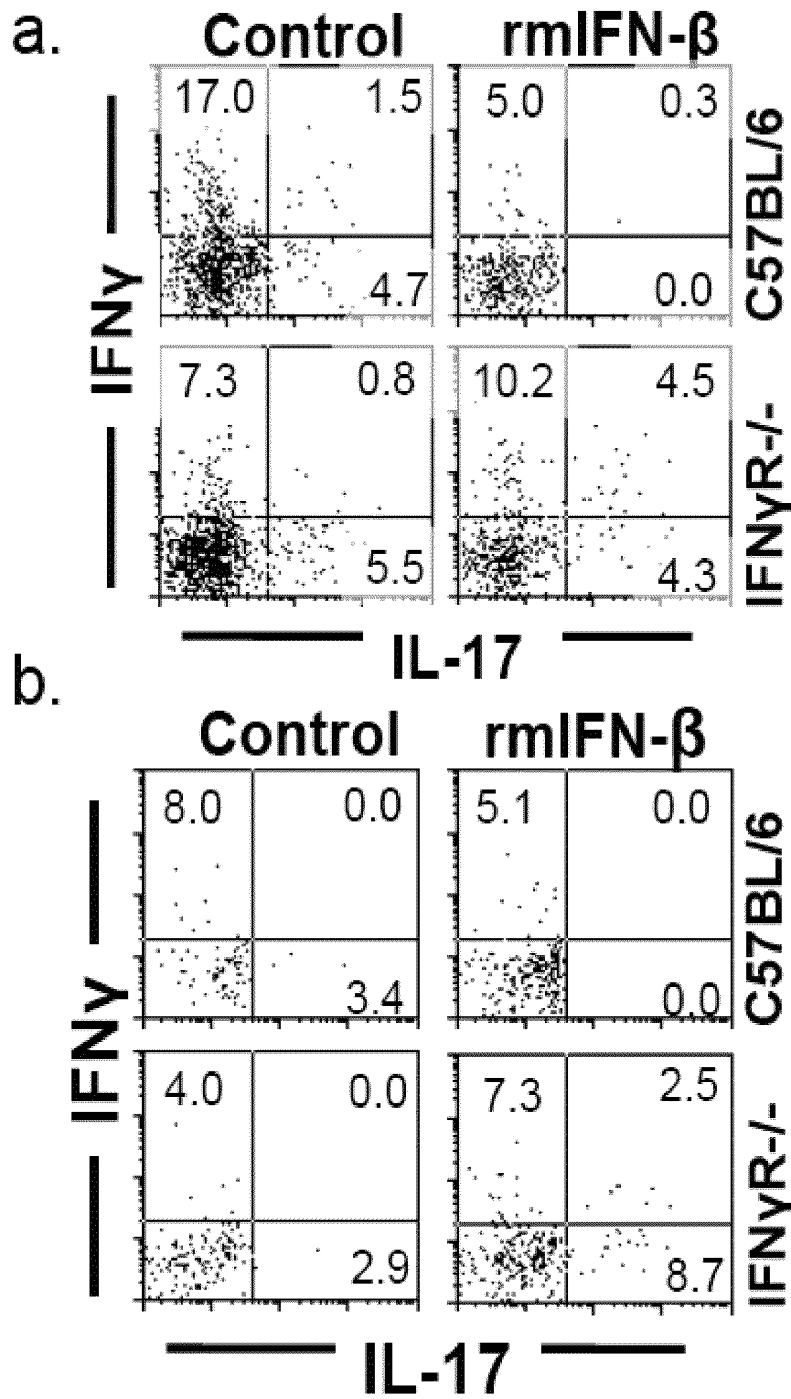 a.
Control rmIFN-β
17.0 1.5 5.0 0.3
4.7 0.0
C57BL/6
IFNγ
7.3 0.8 10.2 4.5
5.5 4.3
IFNγR-/-
IL-17
b.
Control rmIFN-β
8.0 0.0 5.1 0.0
3.4 0.0
C57BL/6
IFNγ
4.0 0.0 7.3 2.5
2.9 8.7
IFNγR-/-
IL-17